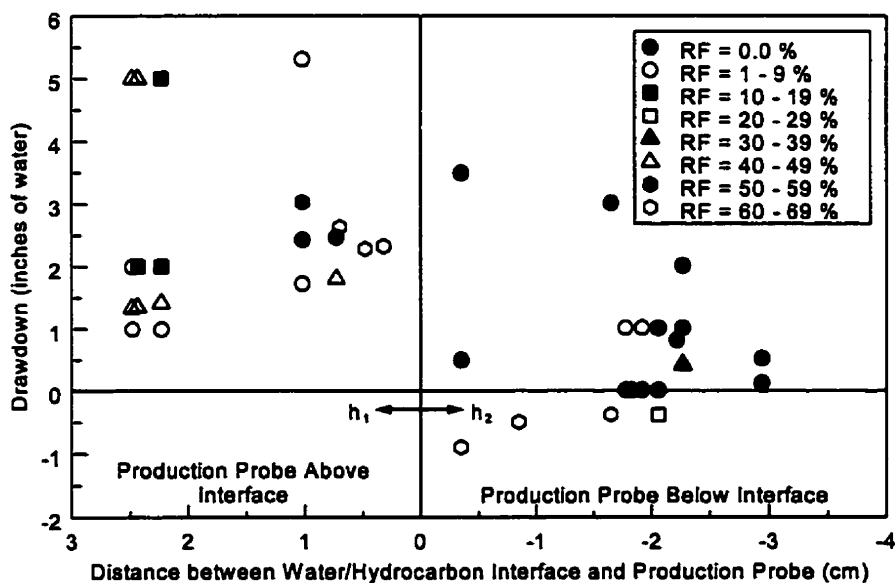 6
5
4
3
2
1
0
-1
-2
Drawdown (inches of water)
RF = 0.0 %
RF = 1 - 9 %
RF = 10 - 19 %
RF = 20 - 29 %
RF = 30 - 39 %
RF = 40 - 49 %
RF = 50 - 59 %
RF = 60 - 69 %
h₁ h₂
Production Probe Above
Interface
Production Probe Below Interface
3 2 1 0 -1 -2 -3 -4
Distance between Water/Hydrocarbon Interface and Production Probe (cm)